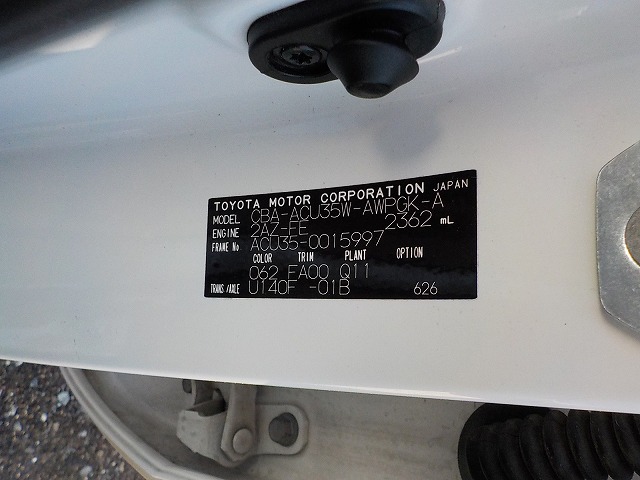 TOYOTA MOTOR CORPORATION JAPAN
MODEL CBA-ACU35W-AWPGK-A
ENGINE 2AZ-FE 2362 mL
FRAME No ACU35-0015997
COLOR TRIM PLANT OPTION
062 FA00 Q11
TRANS/AXLE U140F -01B 626